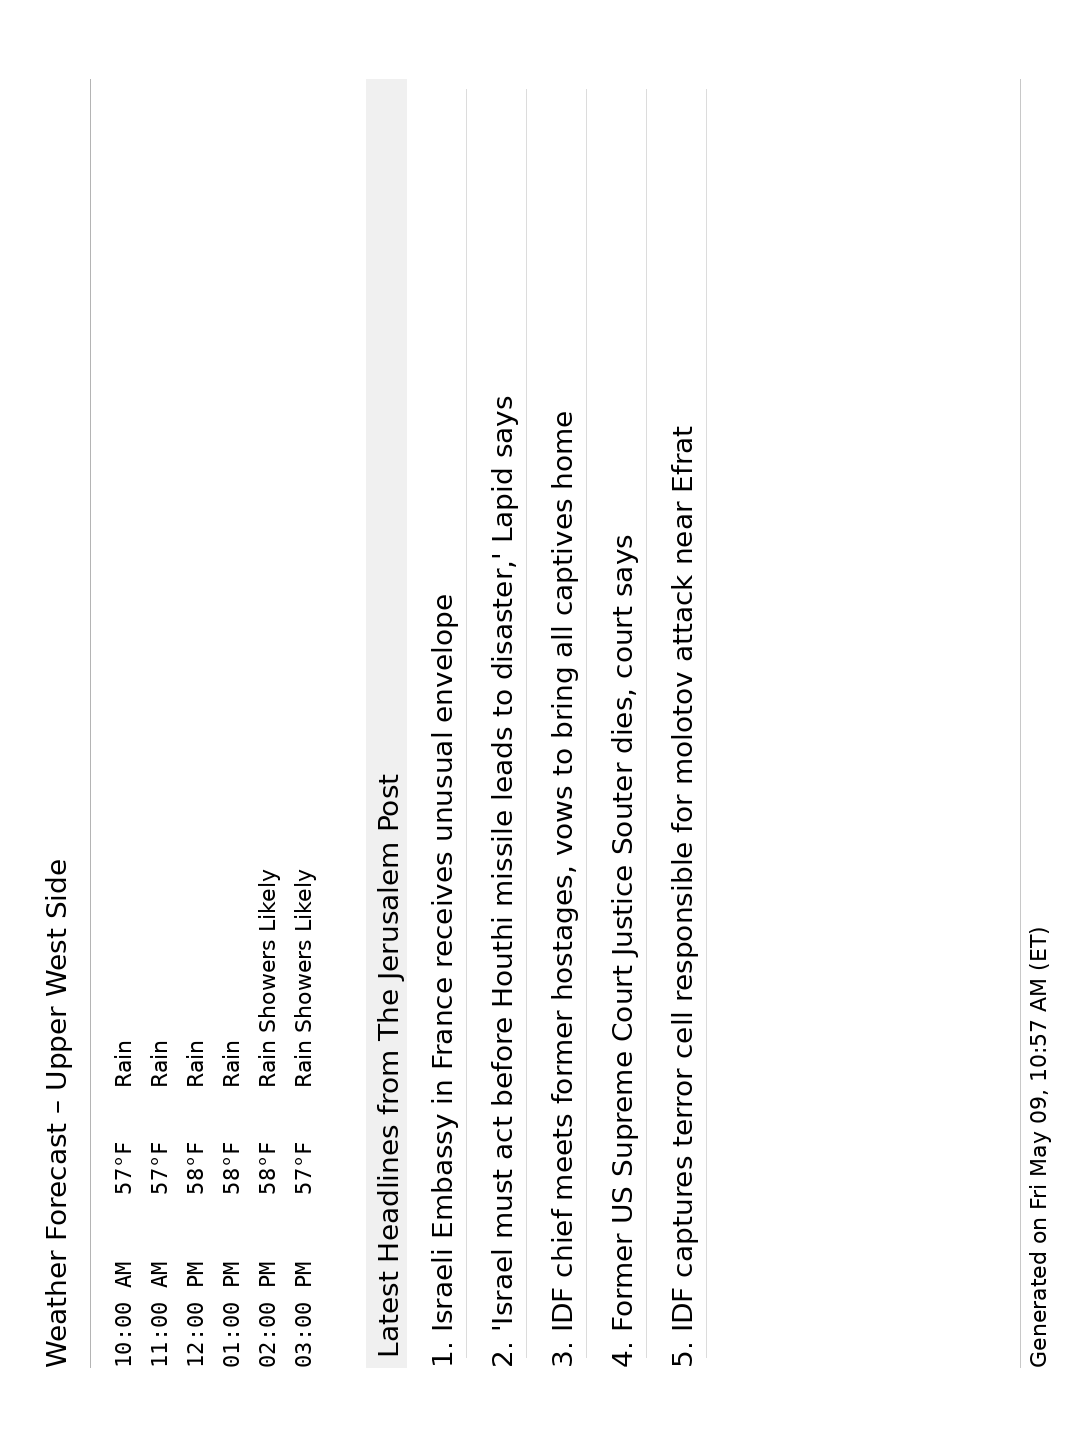 Weather Forecast – Upper West Side
10:00 AM 57°F Rain
11:00 AM 57°F Rain
12:00 PM 58°F Rain
01:00 PM 58°F Rain
02:00 PM 58°F Rain Showers Likely
03:00 PM 57°F Rain Showers Likely
Latest Headlines from The Jerusalem Post
1. Israeli Embassy in France receives unusual envelope
2. 'Israel must act before Houthi missile leads to disaster,' Lapid says
3. IDF chief meets former hostages, vows to bring all captives home
4. Former US Supreme Court Justice Souter dies, court says
5. IDF captures terror cell responsible for molotov attack near Efrat
Generated on Fri May 09, 10:57 AM (ET)